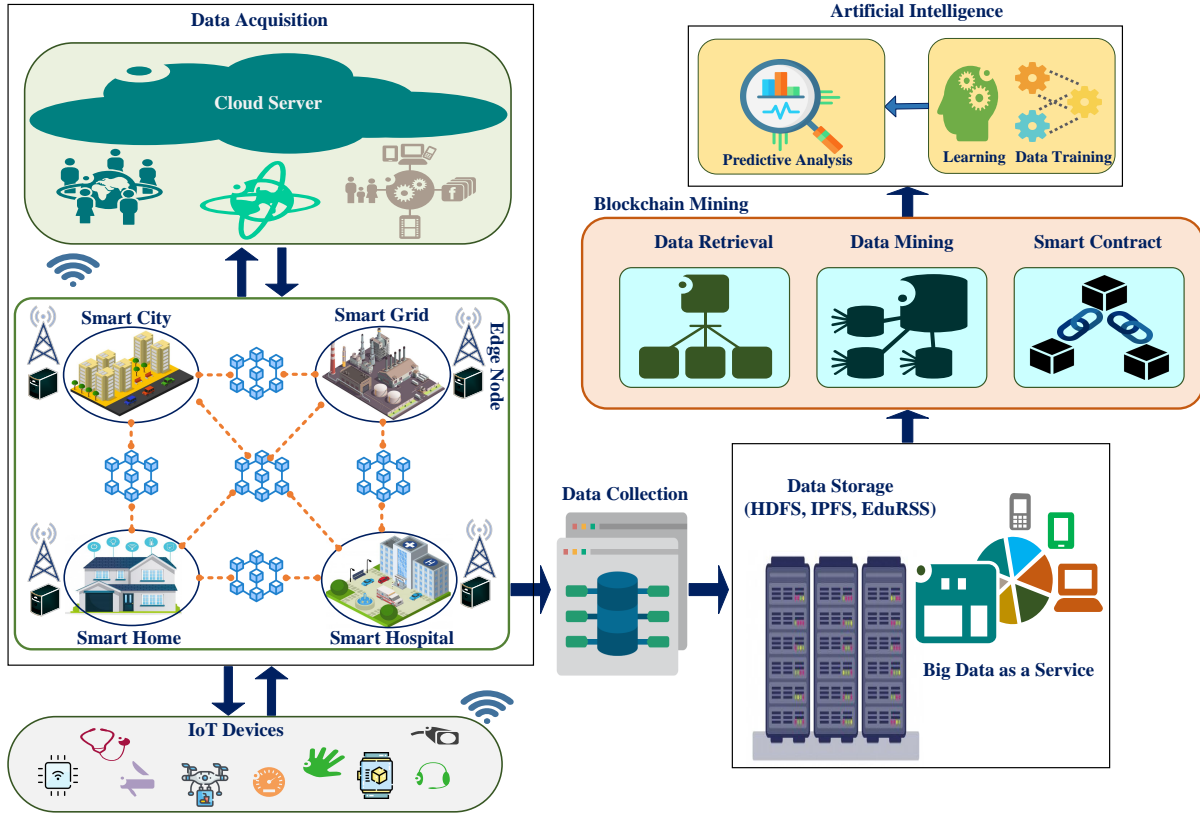 Data Acquisition
Cloud Server
Smart City
Smart Grid
Edge Node
Smart Home
Smart Hospital
IoT Devices
Data Collection
Data Storage
(HDFS, IPFS, EduRSS)
Big Data as a Service
Blockchain Mining
Data Retrieval
Data Mining
Smart Contract
Artificial Intelligence
Predictive Analysis
Learning
Data Training